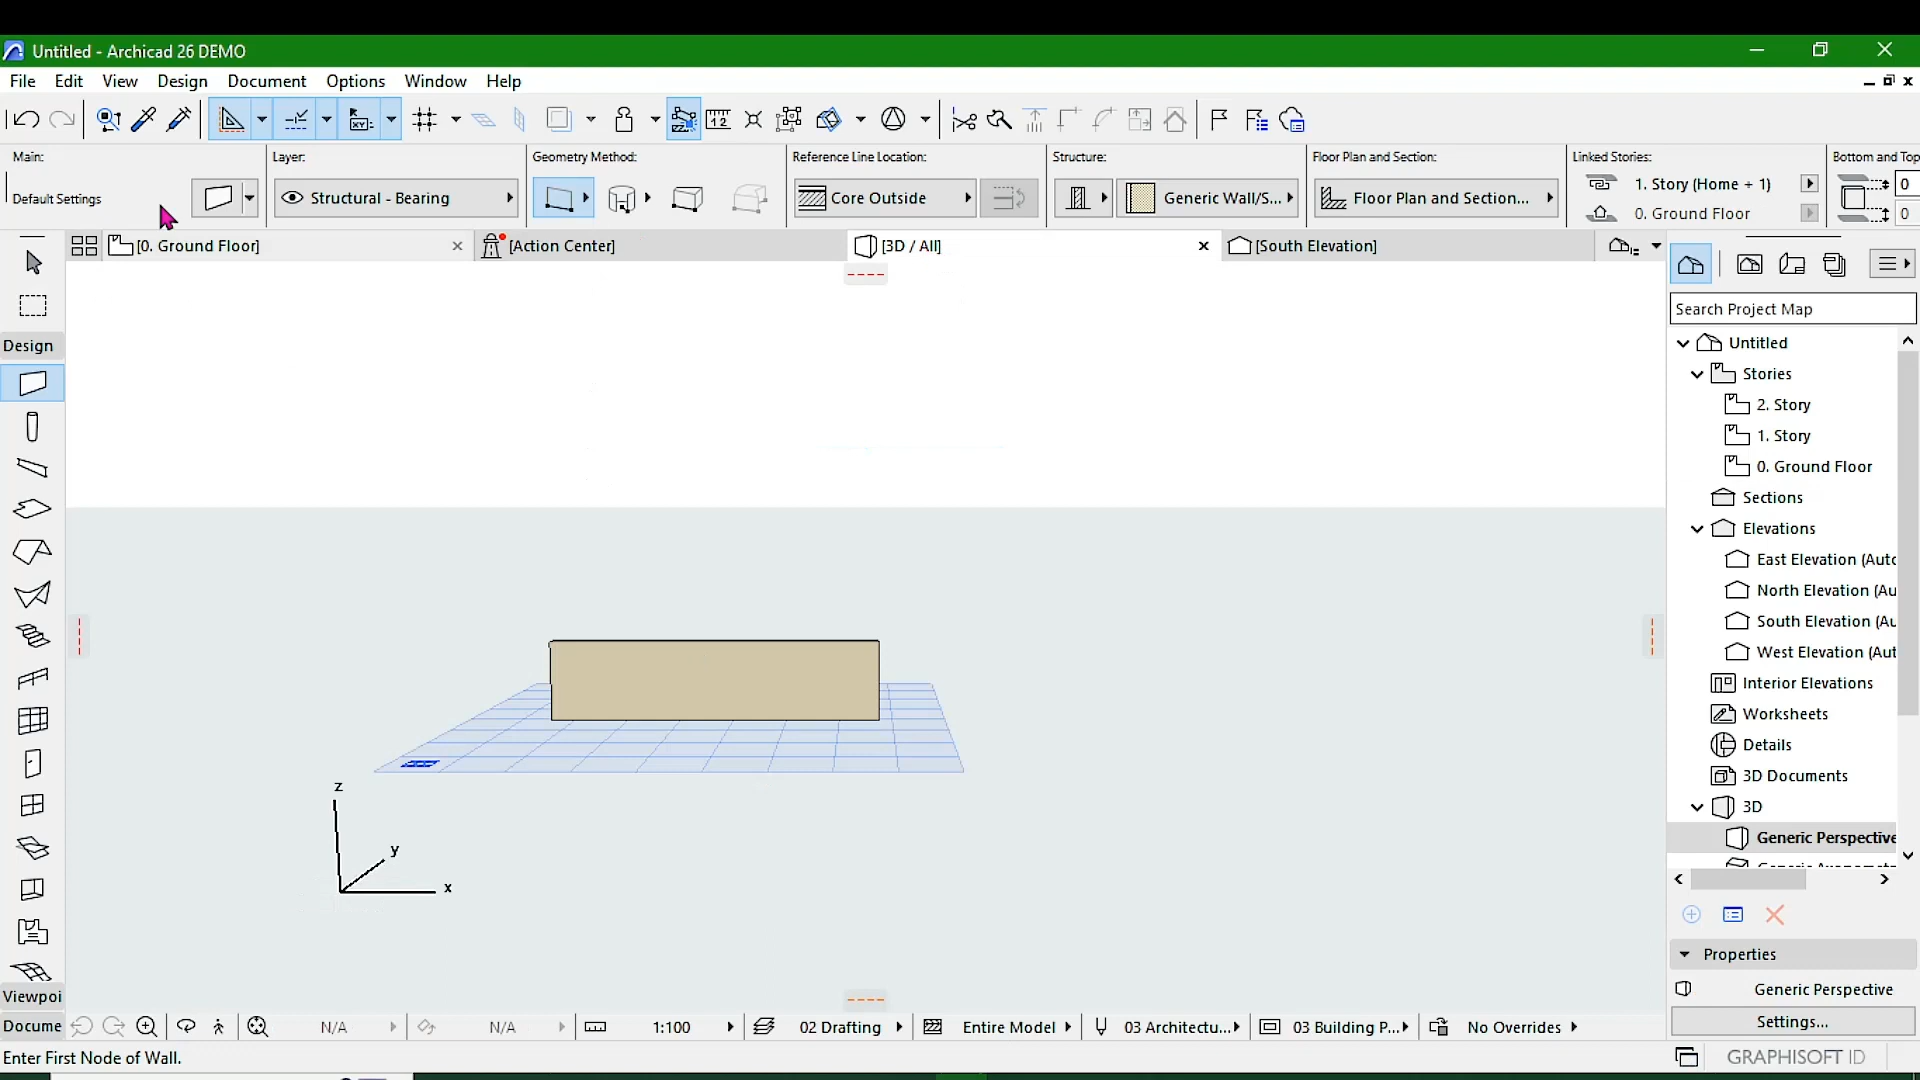 Untitled - Archicad 26 DEMO
File Edit View Design Document Options Window Help
Main: Layer: Geometry Method: Reference Line Location: Structure: Floor Plan and Section: Linked Stories: Bottom and Top
Default Settings Structural - Bearing Core Outside Generic Wall/S... Floor Plan and Section... 1. Story (Home + 1) 0
0. Ground Floor 0
[0. Ground Floor] [Action Center] [3D / All] [South Elevation]
Search Project Map
Design
Untitled
Stories
2. Story
1. Story
0. Ground Floor
Sections
Elevations
East Elevation (Auto
North Elevation (Au
South Elevation (Au
West Elevation (Aut
Interior Elevations
Worksheets
Details
3D Documents
3D
Generic Perspective
z
y
x
Properties
Generic Perspective
Settings...
Viewpoi
Docume N/A N/A 1:100 02 Drafting Entire Model 03 Architectu... 03 Building P... No Overrides
Enter First Node of Wall. GRAPHISOFT ID